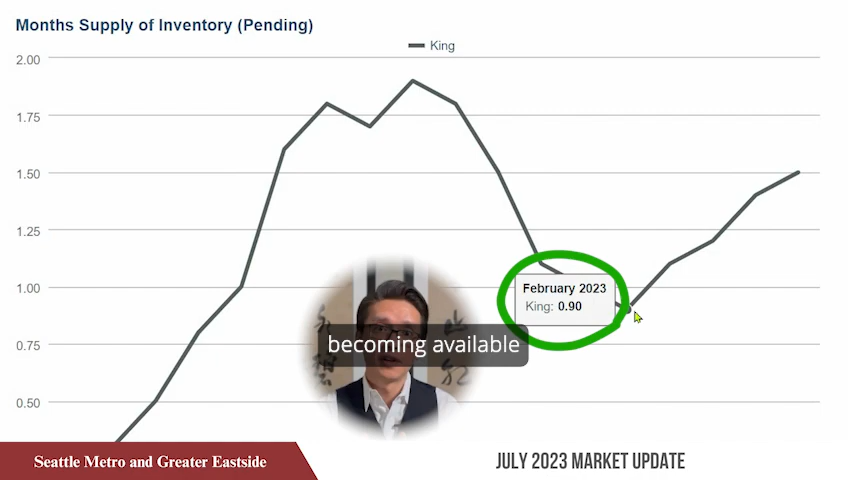 Months Supply of Inventory (Pending)
King
2.00
1.75
1.50
1.25
1.00
0.75
0.50
February 2023
King: 0.90
becoming available
Seattle Metro and Greater Eastside
JULY 2023 MARKET UPDATE